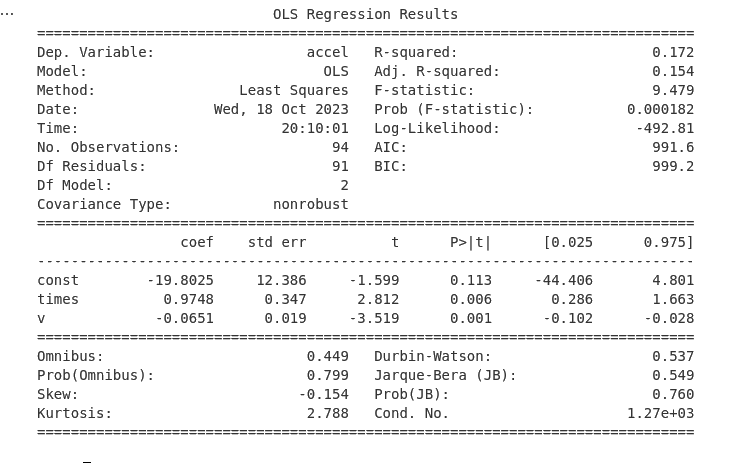 ...
OLS Regression Results
==============================================================================
Dep. Variable: accel R-squared: 0.172
Model: OLS Adj. R-squared: 0.154
Method: Least Squares F-statistic: 9.479
Date: Wed, 18 Oct 2023 Prob (F-statistic): 0.000182
Time: 20:10:01 Log-Likelihood: -492.81
No. Observations: 94 AIC: 991.6
Df Residuals: 91 BIC: 999.2
Df Model: 2
Covariance Type: nonrobust
==============================================================================
coef std err t P>|t| [0.025 0.975]
------------------------------------------------------------------------------
const -19.8025 12.386 -1.599 0.113 -44.406 4.801
times 0.9748 0.347 2.812 0.006 0.286 1.663
v -0.0651 0.019 -3.519 0.001 -0.102 -0.028
==============================================================================
Omnibus: 0.449 Durbin-Watson: 0.537
Prob(Omnibus): 0.799 Jarque-Bera (JB): 0.549
Skew: -0.154 Prob(JB): 0.760
Kurtosis: 2.788 Cond. No. 1.27e+03
==============================================================================